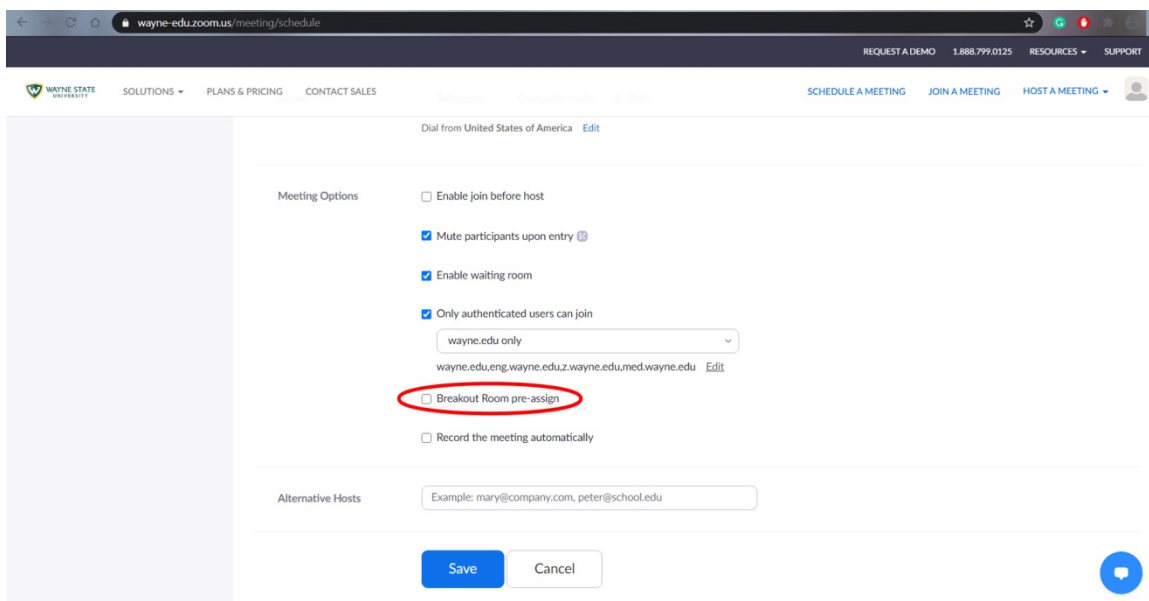 wayne-edu.zoom.us/meeting/schedule
REQUEST A DEMO 1.888.799.0125 RESOURCES SUPPORT
WAYNE STATE
UNIVERSITY
SOLUTIONS PLANS & PRICING CONTACT SALES SCHEDULE A MEETING JOIN A MEETING HOST A MEETING
Dial from United States of America Edit
Meeting Options
Enable join before host
Mute participants upon entry
Enable waiting room
Only authenticated users can join
wayne.edu only
wayne.edu,eng.wayne.edu,z.wayne.edu,med.wayne.edu Edit
Breakout Room pre-assign
Record the meeting automatically
Alternative Hosts Example: mary@company.com, peter@school.edu
Save Cancel